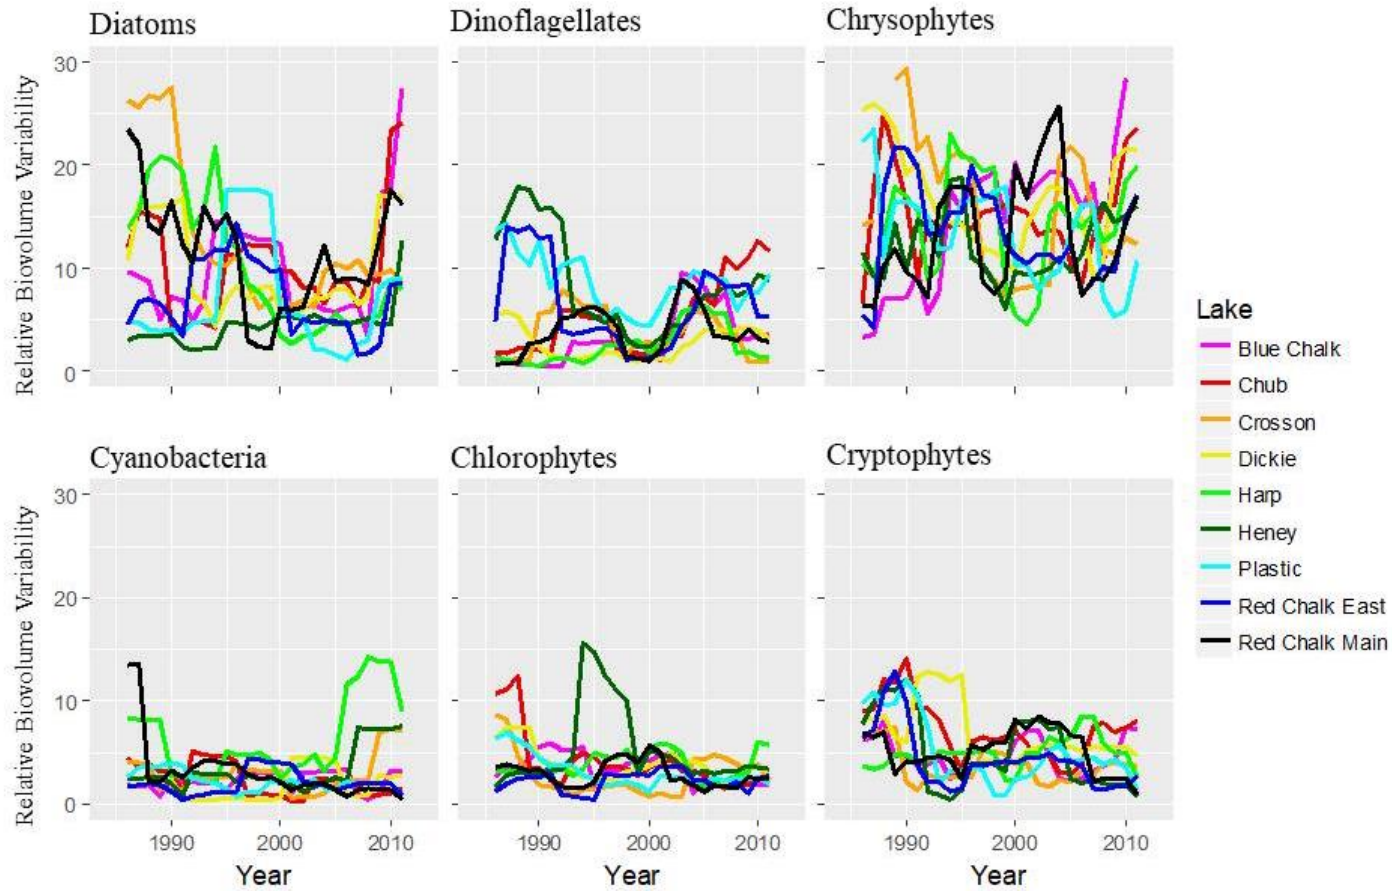 Diatoms
Dinoflagellates
Chrysophytes
Relative Biovolume Variability
30
20
10
0
Cyanobacteria
Chlorophytes
Cryptophytes
Relative Biovolume Variability
30
20
10
0
1990 2000 2010
1990 2000 2010
1990 2000 2010
Year
Year
Year
Lake
Blue Chalk
Chub
Crosson
Dickie
Harp
Heney
Plastic
Red Chalk East
Red Chalk Main